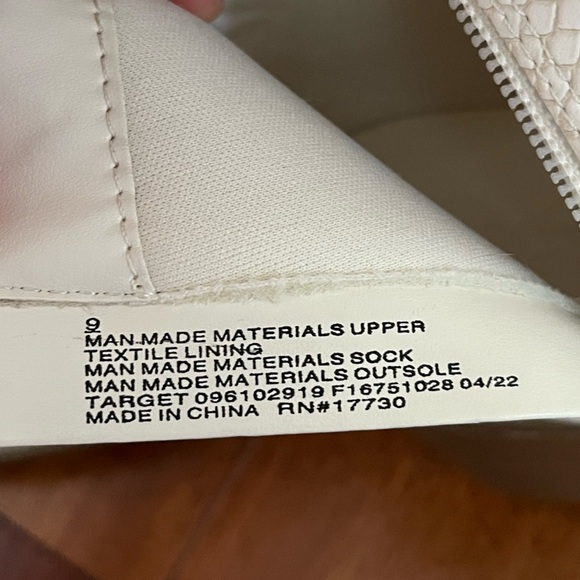 9
MAN-MADE MATERIALS UPPER
TEXTILE LINING
MAN MADE MATERIALS SOCK
MAN MADE MATERIALS OUTSOLE
TARGET 096102919 F16751028 04/22
MADE IN CHINA RN#17730